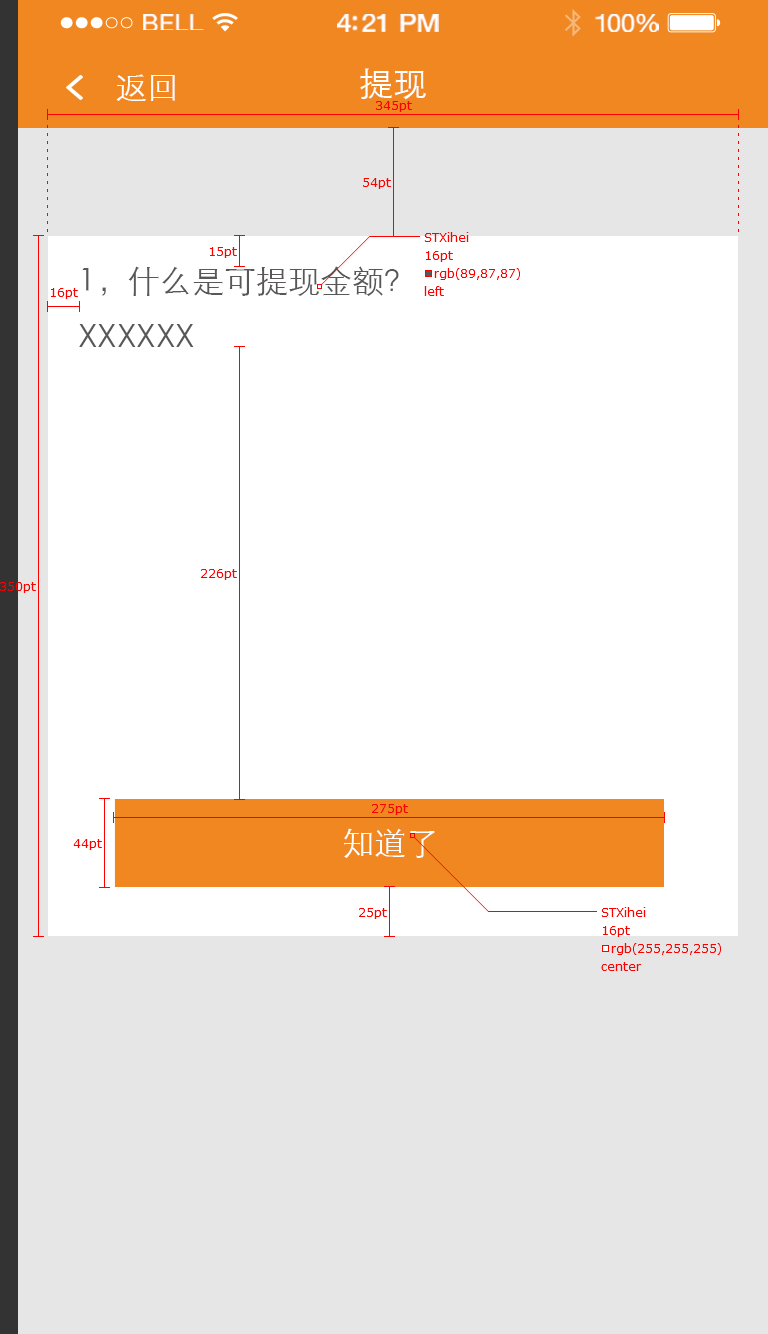 BELL 4:21 PM 100%
返回 提现
345pt
54pt
STXihei
15pt
16pt
rgb(89,87,87)
1，什么是可提现金额？
16pt
left
XXXXXX
226pt
350pt
275pt
44pt
知道了
25pt
STXihei
16pt
rgb(255,255,255)
center